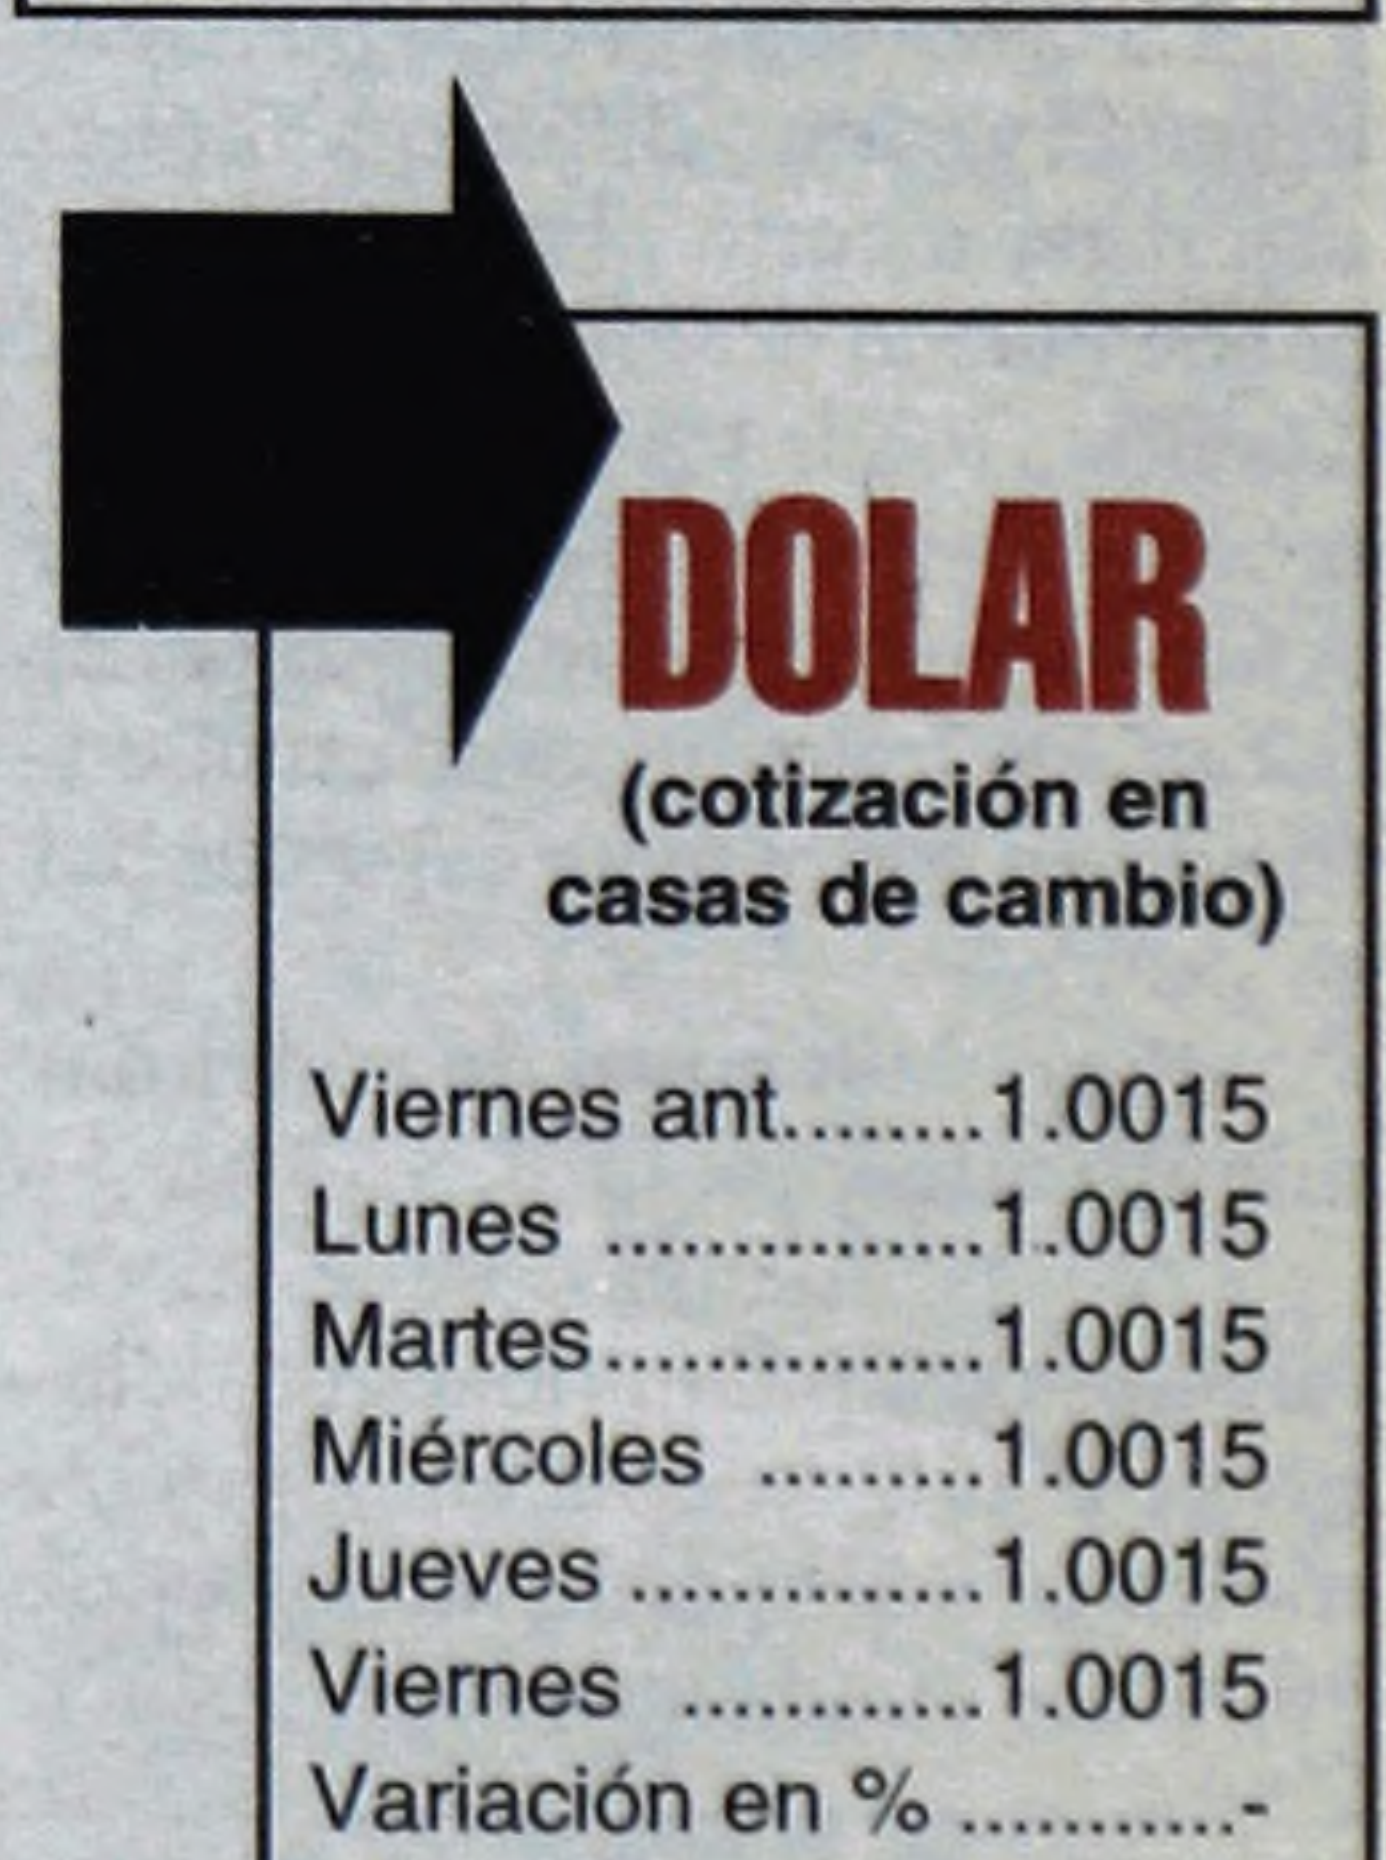 DOLAR
(cotización en
casas de cambio)
Viernes ant........1.0015
Lunes ...............1.0015
Martes...............1.0015
Miércoles .........1.0015
Jueves ..............1.0015
Viernes ............1.0015
Variación en % ...........-